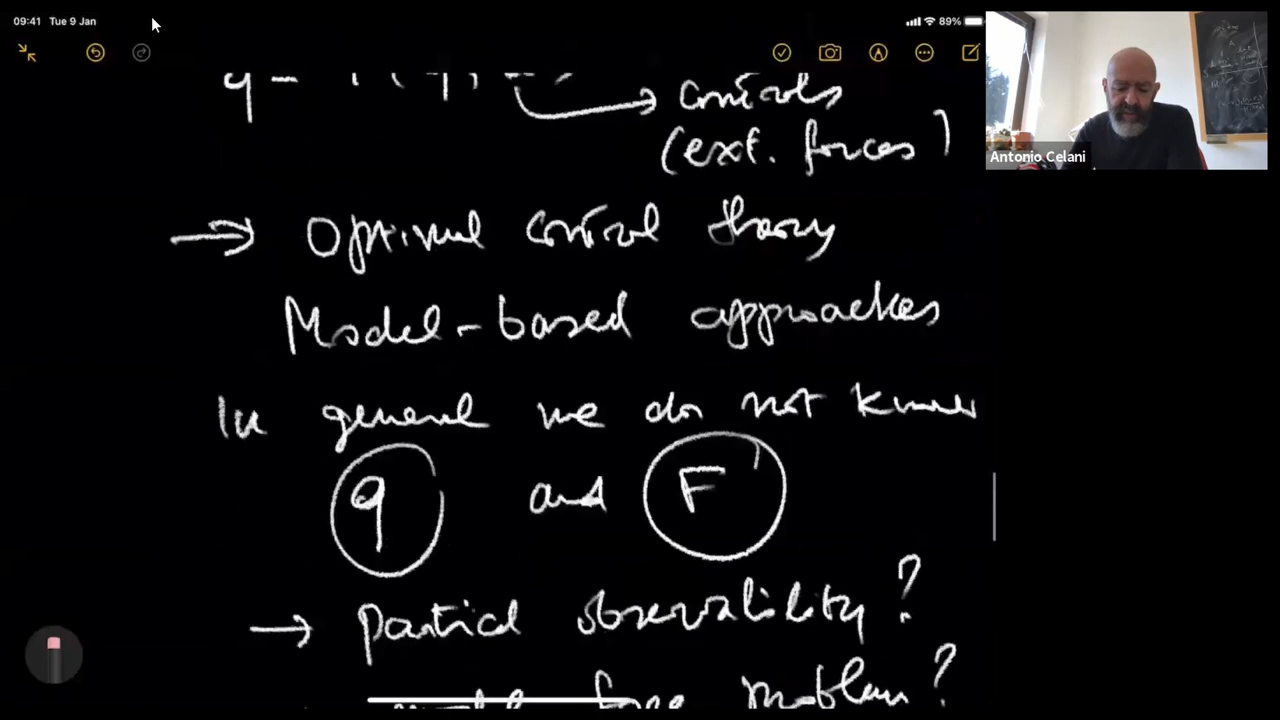 09:41 Tue 9 Jan
89%
controls
(ext. forces)
→ Optimal control theory
Model-based approaches
In general we do not know
q and F
→ partial observability?
free problem?
Antonio Celani